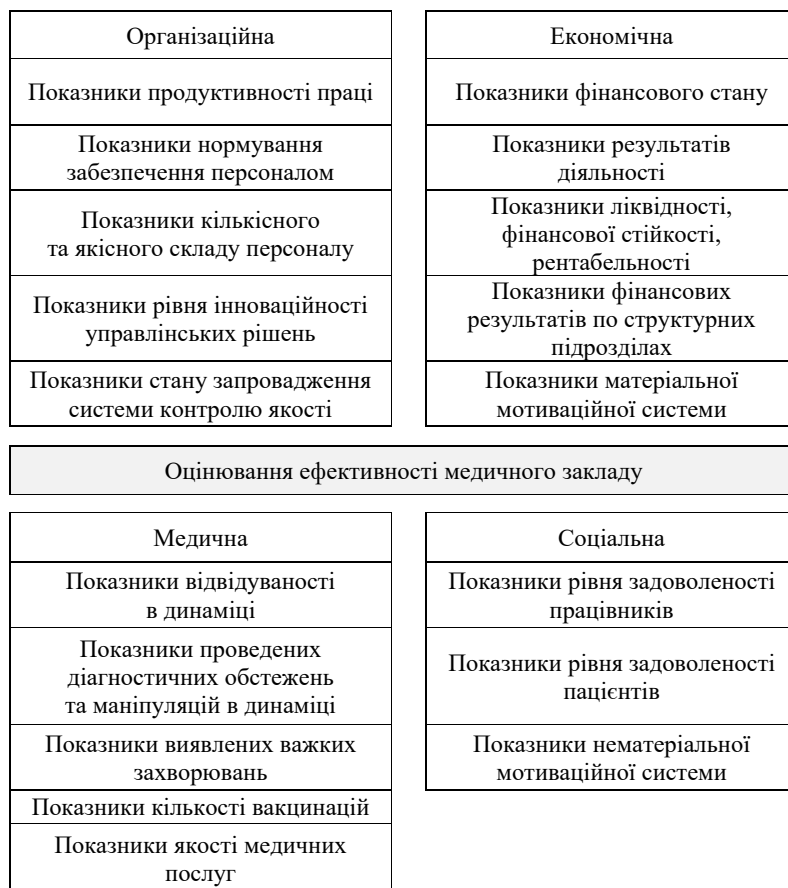 Організаційна
Показники продуктивності праці
Показники нормування
забезпечення персоналом
Показники кількісного
та якісного складу персоналу
Показники рівня інноваційності
управлінських рішень
Показники стану запровадження
системи контролю якості
Економічна
Показники фінансового стану
Показники результатів
діяльності
Показники ліквідності,
фінансової стійкості,
рентабельності
Показники фінансових
результатів по структурних
підрозділах
Показники матеріальної
мотиваційної системи
Оцінювання ефективності медичного закладу
Медична
Показники відвідуваності
в динаміці
Показники проведених
діагностичних обстежень
та маніпуляцій в динаміці
Показники виявлених важких
захворювань
Показники кількості вакцинацій
Показники якості медичних
послуг
Соціальна
Показники рівня задоволеності
працівників
Показники рівня задоволеності
пацієнтів
Показники нематеріальної
мотиваційної системи